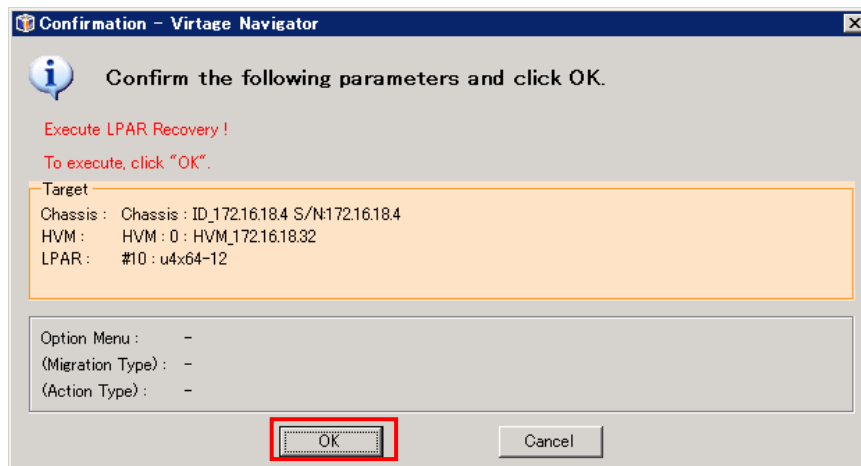 Confirmation - Virtage Navigator
Confirm the following parameters and click OK.
Execute LPAR Recovery !
To execute, click "OK".
Target
Chassis : Chassis : ID_172.16.18.4 S/N:172.16.18.4
HVM : HVM : 0 : HVM_172.16.18.32
LPAR : #10 : u4x64-12
Option Menu : -
(Migration Type) : -
(Action Type) : -
OK Cancel